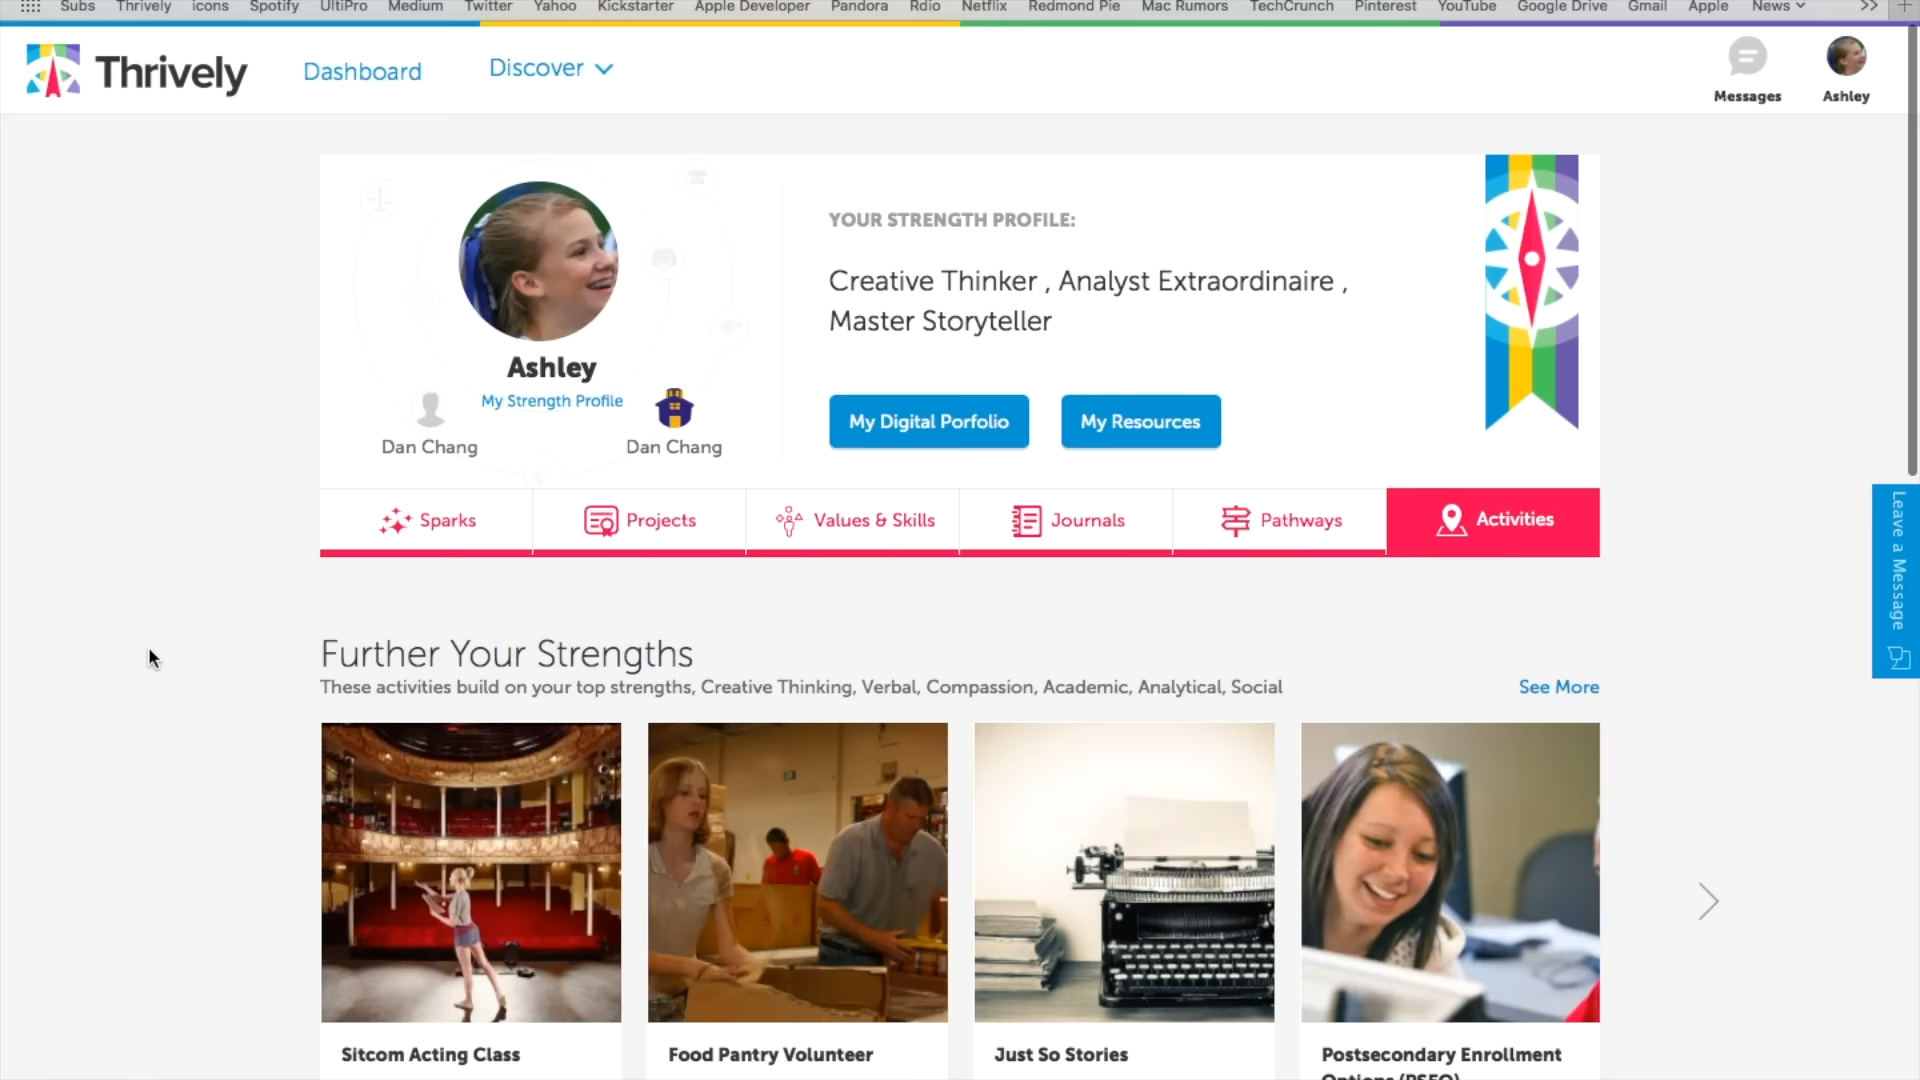 Subs Thrively icons Spotify UltiPro Medium Twitter Yahoo Kickstarter Apple Developer Pandora Rdio Netflix Redmond Pie Mac Rumors TechCrunch Pinterest YouTube Google Drive Gmail Apple News
Thrively Dashboard Discover
Messages Ashley
YOUR STRENGTH PROFILE:
Creative Thinker , Analyst Extraordinaire ,
Master Storyteller
Ashley
My Strength Profile
Dan Chang Dan Chang
My Digital Porfolio My Resources
Sparks Projects Values & Skills Journals Pathways Activities
Leave a Message
Further Your Strengths
These activities build on your top strengths, Creative Thinking, Verbal, Compassion, Academic, Analytical, Social See More
Sitcom Acting Class Food Pantry Volunteer Just So Stories Postsecondary Enrollment
Options (PSEO)